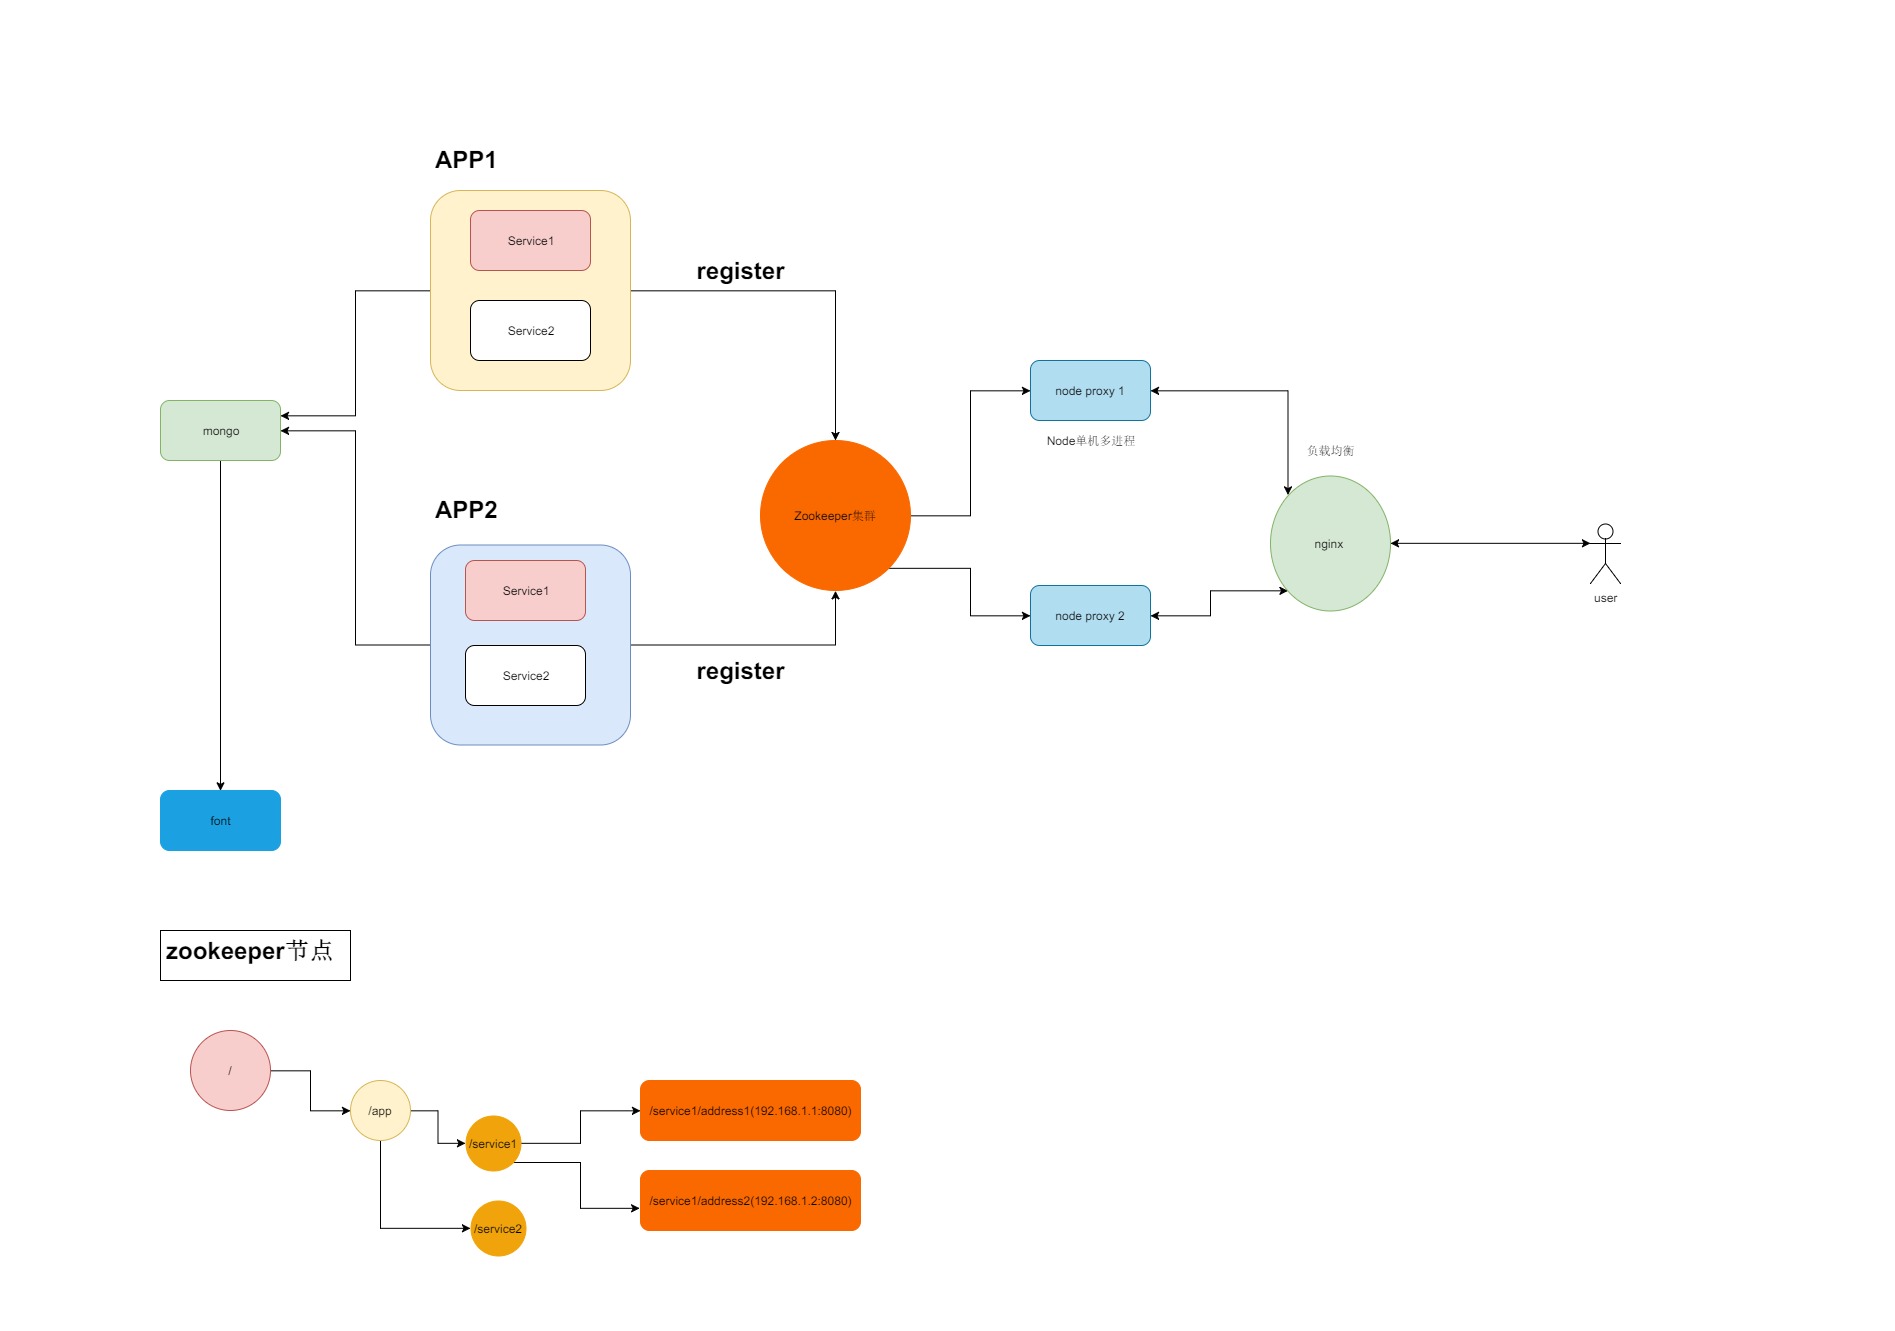 APP1
Service1
Service2
register
mongo
node proxy 1
Node单机多进程
负载均衡
APP2
Zookeeper集群
nginx
user
Service1
Service2
node proxy 2
register
font
zookeeper节点
/
/app
/service1
/service1/address1(192.168.1.1:8080)
/service1/address2(192.168.1.2:8080)
/service2